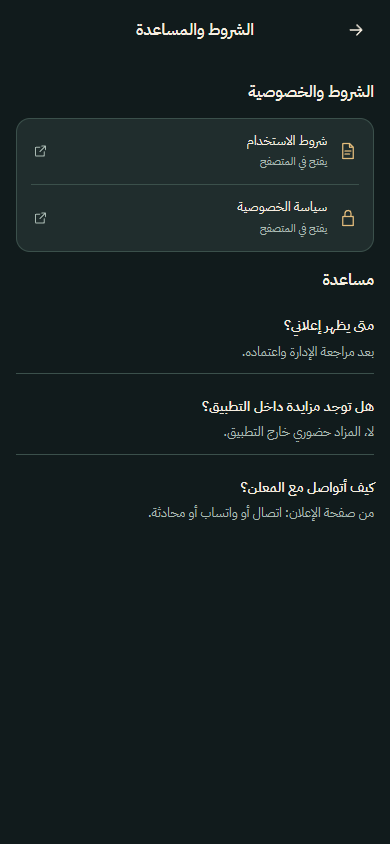 الشروط والمساعدة
الشروط والخصوصية
شروط الاستخدام
يفتح في المتصفح
سياسة الخصوصية
يفتح في المتصفح
مساعدة
متى يظهر إعلاني؟
بعد مراجعة الإدارة واعتماده.
هل توجد مزايدة داخل التطبيق؟
لا، المزاد حضوري خارج التطبيق.
كيف أتواصل مع المعلن؟
من صفحة الإعلان: اتصال أو واتساب أو محادثة.